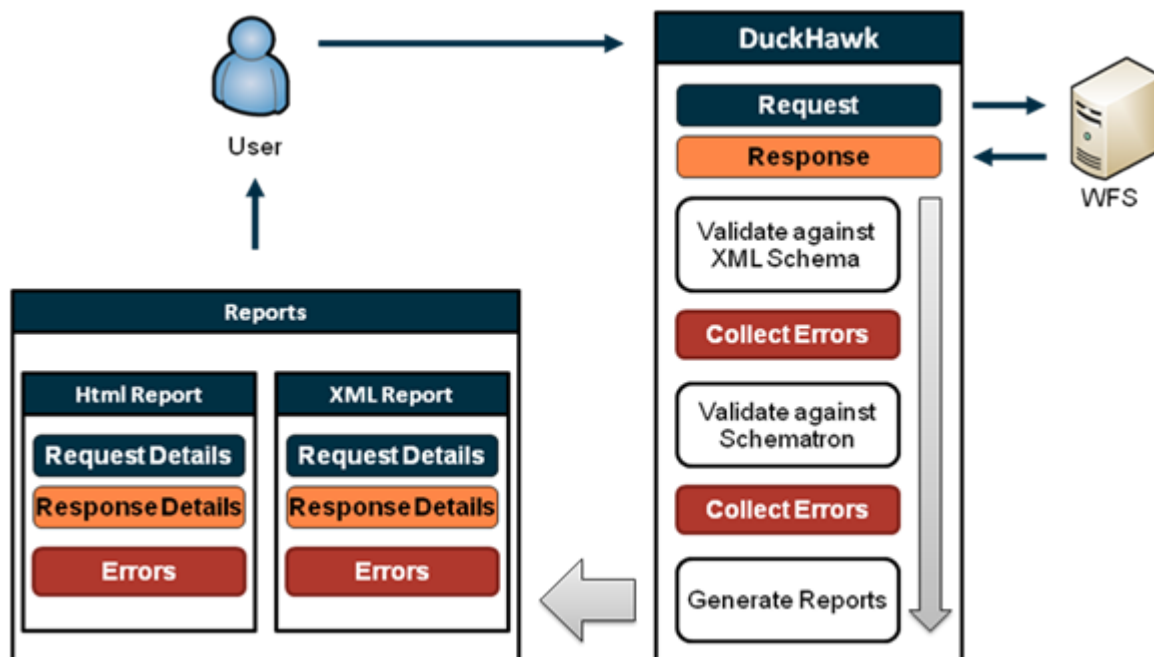 User
DuckHawk
Request
Response
WFS
Validate against
XML Schema
Collect Errors
Validate against
Schematron
Collect Errors
Generate Reports
Reports
Html Report
Request Details
Response Details
Errors
XML Report
Request Details
Response Details
Errors